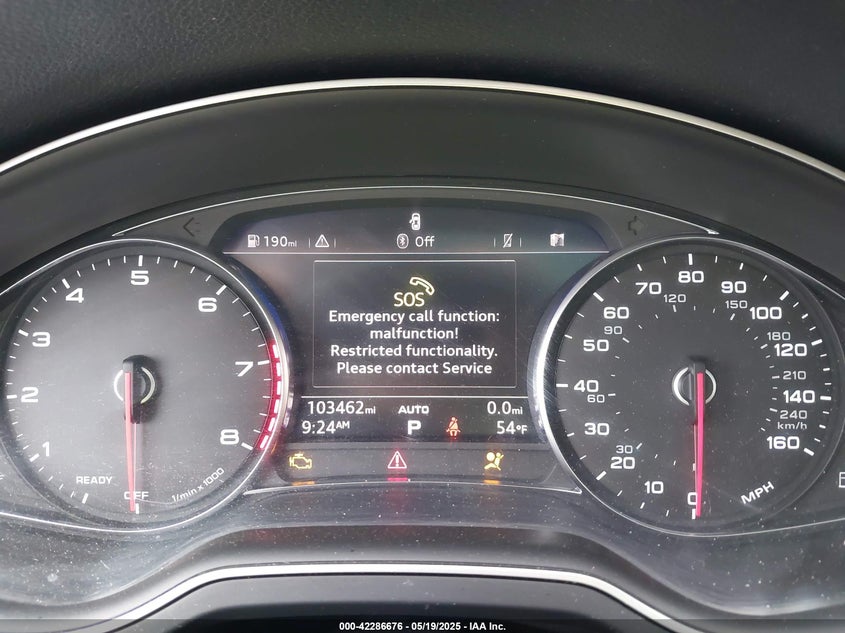 190mi
Off
SOS
Emergency call function:
malfunction!
Restricted functionality.
Please contact Service
103462mi AUTO 0.0mi
9:24AM P 54°F
1 2 3 4 5 6 7 8
READY OFF 1/min x 1000
0 10 20 30 40 50 60 70 80 90 100 120 140 160
30 60 90 120 150 180 210 240
km/h
MPH
000-42286676 - 05/19/2025 - IAA Inc.